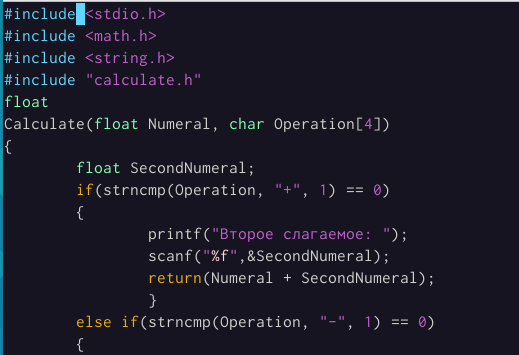 #include <stdio.h>
#include <math.h>
#include <string.h>
#include "calculate.h"
float
Calculate(float Numeral, char Operation[4])
{
float SecondNumeral;
if(strncmp(Operation, "+", 1) == 0)
{
printf("Второе слагаемое: ");
scanf("%f",&SecondNumeral);
return(Numeral + SecondNumeral);
}
else if(strncmp(Operation, "-", 1) == 0)
{